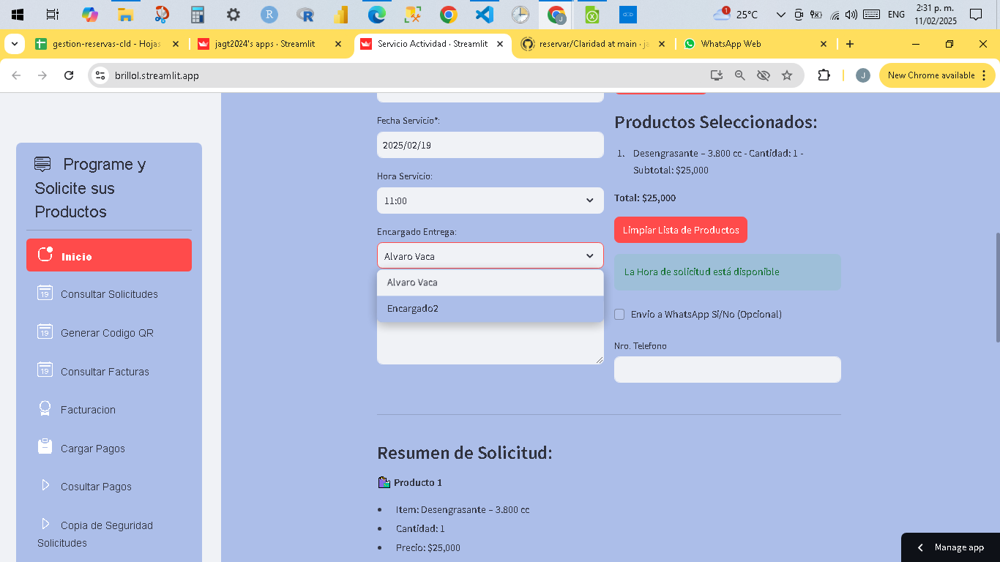 25°C
1
ENG
2:31 p. m.
11/02/2025
gestion-reservas-cld - Hojas
jagt2024's apps · Streamlit
Servicio Actividad · Streamlit
reservar/Claridad at main · ja
WhatsApp Web
brillol.streamlit.app
J
New Chrome available
Programe y
Solicite sus
Productos
Inicio
19
Consultar Solicitudes
19
Generar Codigo QR
19
Consultar Facturas
Facturacion
Cargar Pagos
Cosultar Pagos
Copia de Seguridad
Solicitudes
Fecha Servicio*:
2025/02/19
Hora Servicio:
11:00
Encargado Entrega:
Alvaro Vaca
Alvaro Vaca
Encargado2
Productos Seleccionados:
1. Desengrasante – 3.800 cc - Cantidad: 1 -
Subtotal: $25,000
Total: $25,000
Limpiar Lista de Productos
La Hora de solicitud está disponible
Envio a WhatsApp Si/No (Opcional)
Nro. Telefono
Resumen de Solicitud:
Producto 1
Item: Desengrasante – 3.800 cc
Cantidad: 1
Precio: $25,000
Manage app